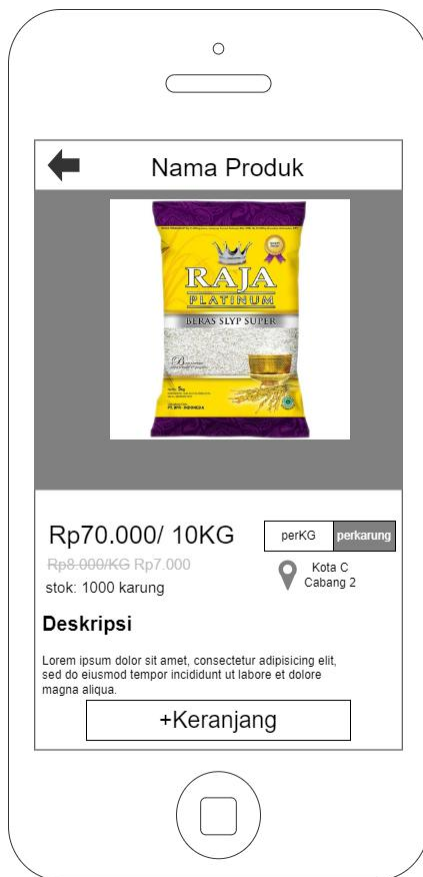 Nama Produk
RAJA
PLATINUM
BERAS SLYP SUPER
5kg
Rp70.000/ 10KG
perKG
perkarung
Rp8.000/KG Rp7.000
stok: 1000 karung
Kota C
Cabang 2
Deskripsi
Lorem ipsum dolor sit amet, consectetur adipisicing elit,
sed do eiusmod tempor incididunt ut labore et dolore
magna aliqua.
+Keranjang